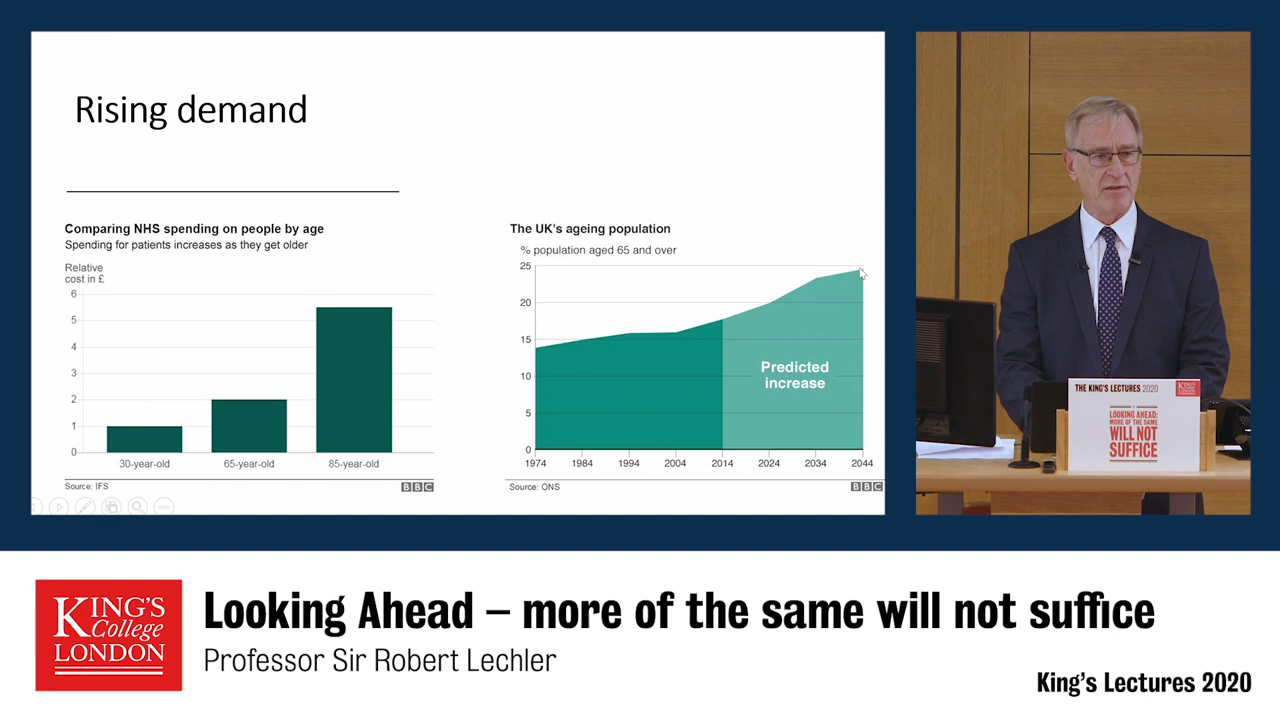 Rising demand
Comparing NHS spending on people by age
Spending for patients increases as they get older
Relative
cost in £
6
5
4
3
2
1
0
30-year-old
65-year-old
85-year-old
Source: IFS
BBC
The UK's ageing population
% population aged 65 and over
25
20
15
10
5
0
Predicted
increase
1974
1984
1994
2004
2014
2024
2034
2044
Source: ONS
BBC
THE KING'S LECTURES 2020
KING'S
College
LONDON
LOOKING AHEAD:
MORE OF THE SAME
WILL NOT
SUFFICE
KING'S
College
LONDON
Looking Ahead – more of the same will not suffice
Professor Sir Robert Lechler
King's Lectures 2020